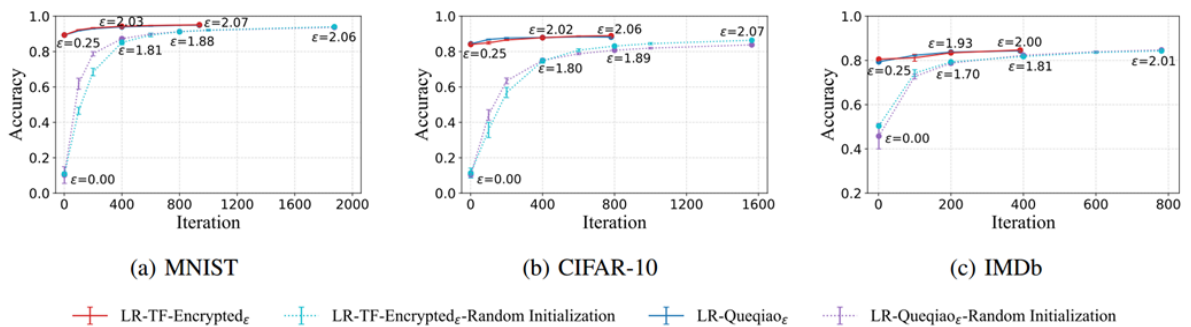 1.0
0.8
0.6
0.4
0.2
0.0
Accuracy
ε=2.03
ε=2.07
ε=0.25
ε=1.81
ε=1.88
ε=2.06
ε=0.00
0 400 800 1200 1600 2000
Iteration
(a) MNIST
1.0
0.8
0.6
0.4
0.2
0.0
Accuracy
ε=2.02
ε=2.06
ε=2.07
ε=0.25
ε=1.80
ε=1.89
ε=0.00
0 400 800 1200 1600
Iteration
(b) CIFAR-10
1.0
0.8
0.6
0.4
0.2
Accuracy
ε=1.93
ε=2.00
ε=0.25
ε=1.70
ε=1.81
ε=2.01
ε=0.00
0 200 400 600 800
Iteration
(c) IMDb
LR-TF-Encryptedε LR-TF-Encryptedε-Random Initialization LR-Queqiaoε LR-Queqiaoε-Random Initialization